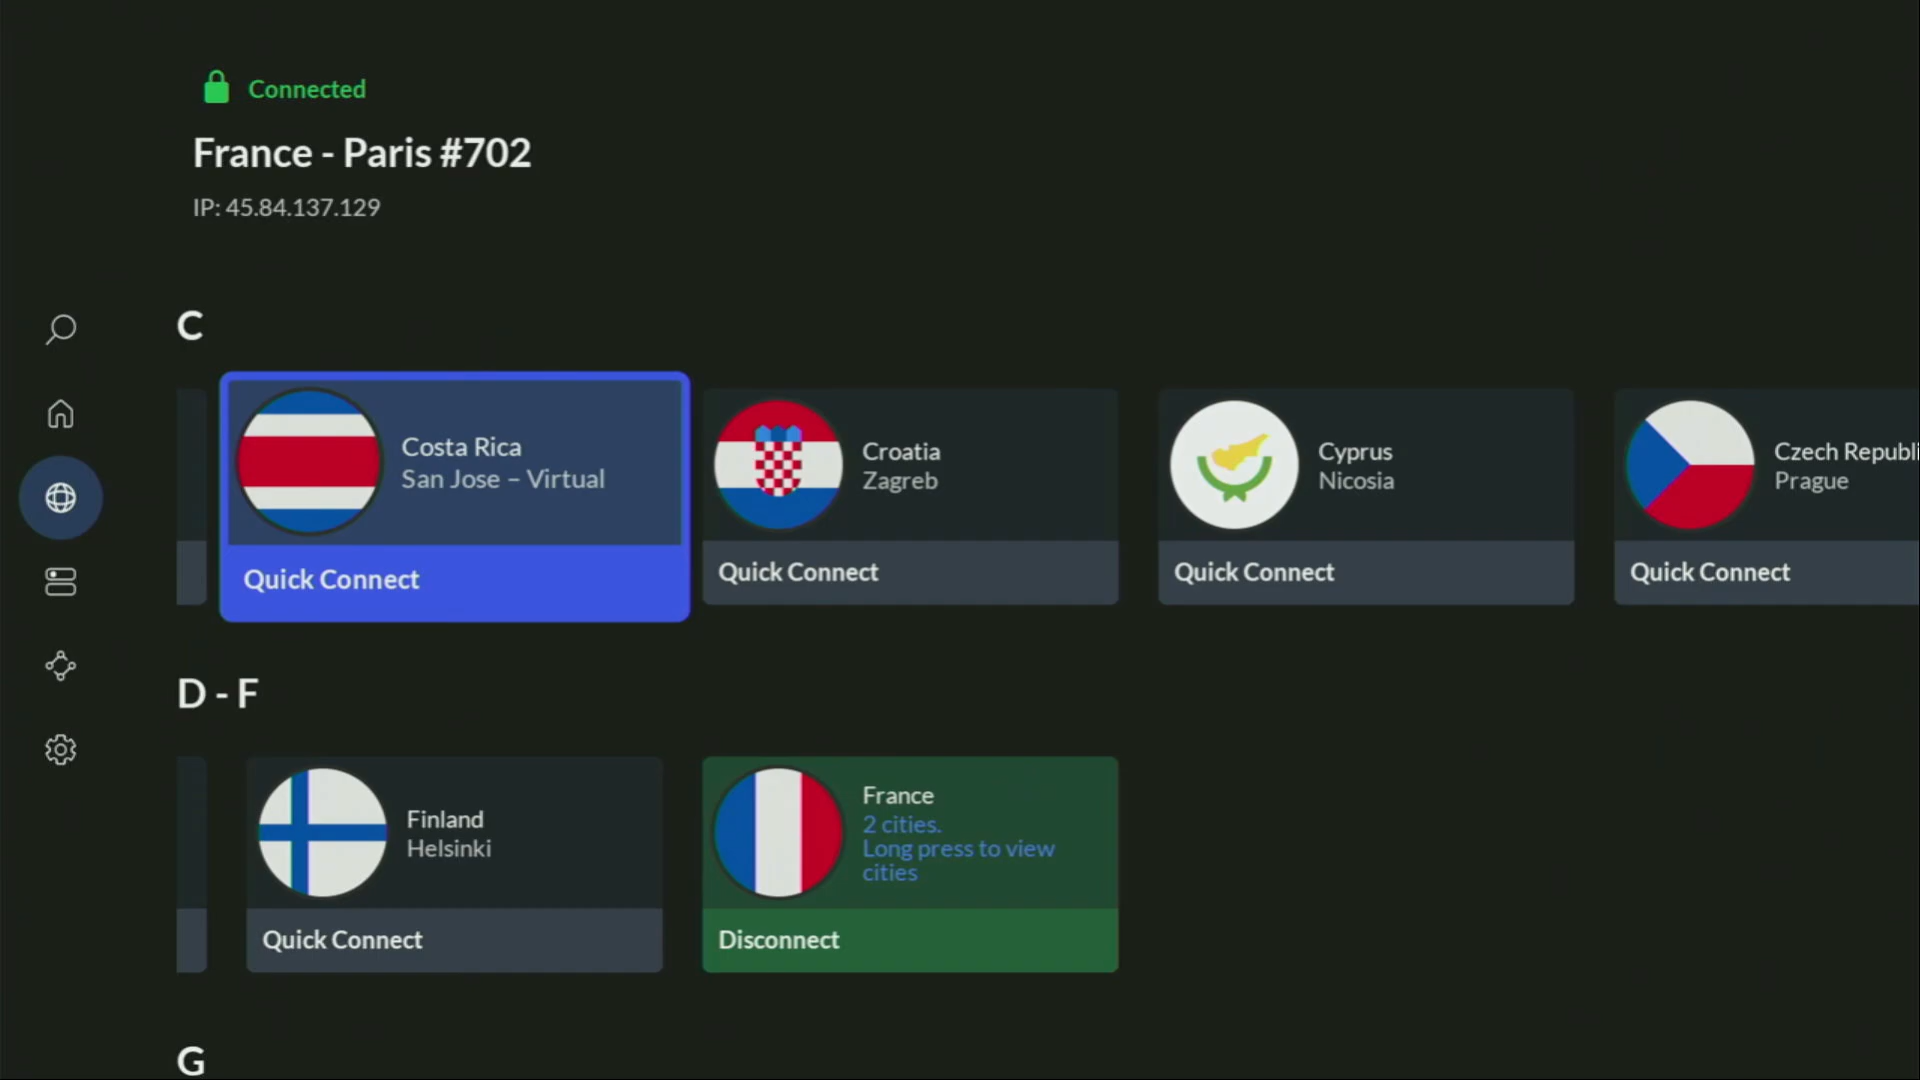 Connected
France - Paris #702
IP: 45.84.137.129
C
Costa Rica
San Jose – Virtual
Quick Connect
Croatia
Zagreb
Quick Connect
Cyprus
Nicosia
Quick Connect
Czech Republi
Prague
Quick Connect
D - F
Finland
Helsinki
Quick Connect
France
2 cities.
Long press to view
cities
Disconnect
G